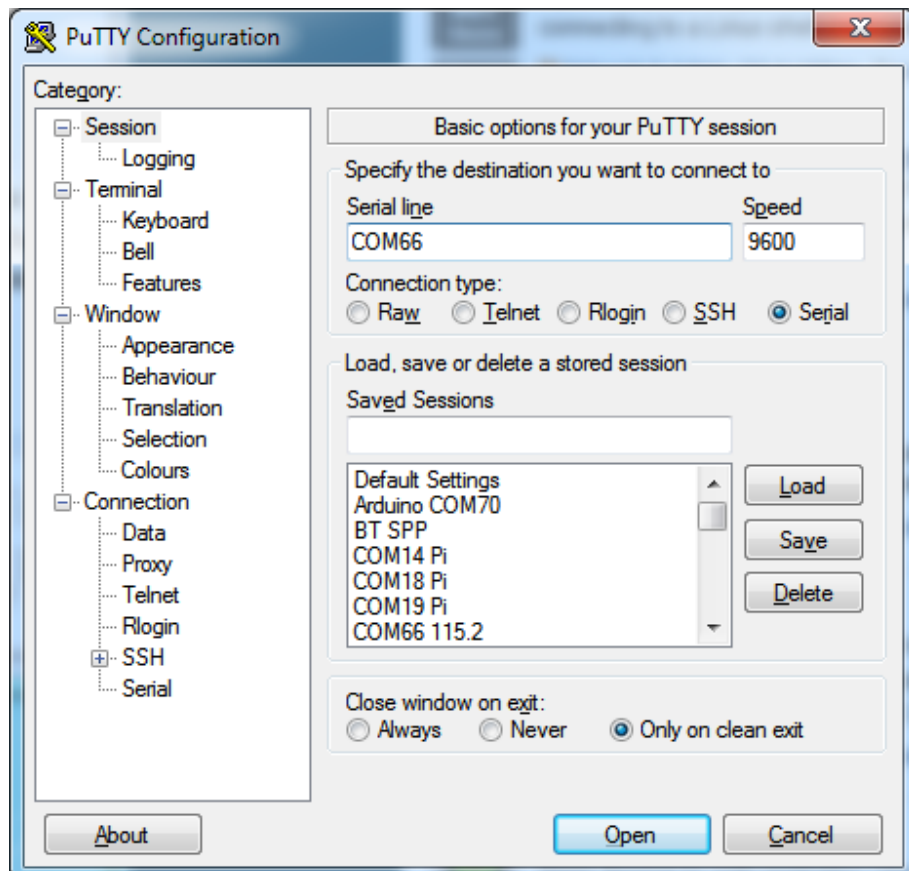 PuTTY Configuration
Category:
Session
Logging
Terminal
Keyboard
Bell
Features
Window
Appearance
Behaviour
Translation
Selection
Colours
Connection
Data
Proxy
Telnet
Rlogin
SSH
Serial
Basic options for your PuTTY session
Specify the destination you want to connect to
Serial line Speed
COM66 9600
Connection type:
Raw Telnet Rlogin SSH Serial
Load, save or delete a stored session
Saved Sessions
Default Settings
Arduino COM70
BT SPP
COM14 Pi
COM18 Pi
COM19 Pi
COM66 115.2
Load
Save
Delete
Close window on exit:
Always Never Only on clean exit
About Open Cancel